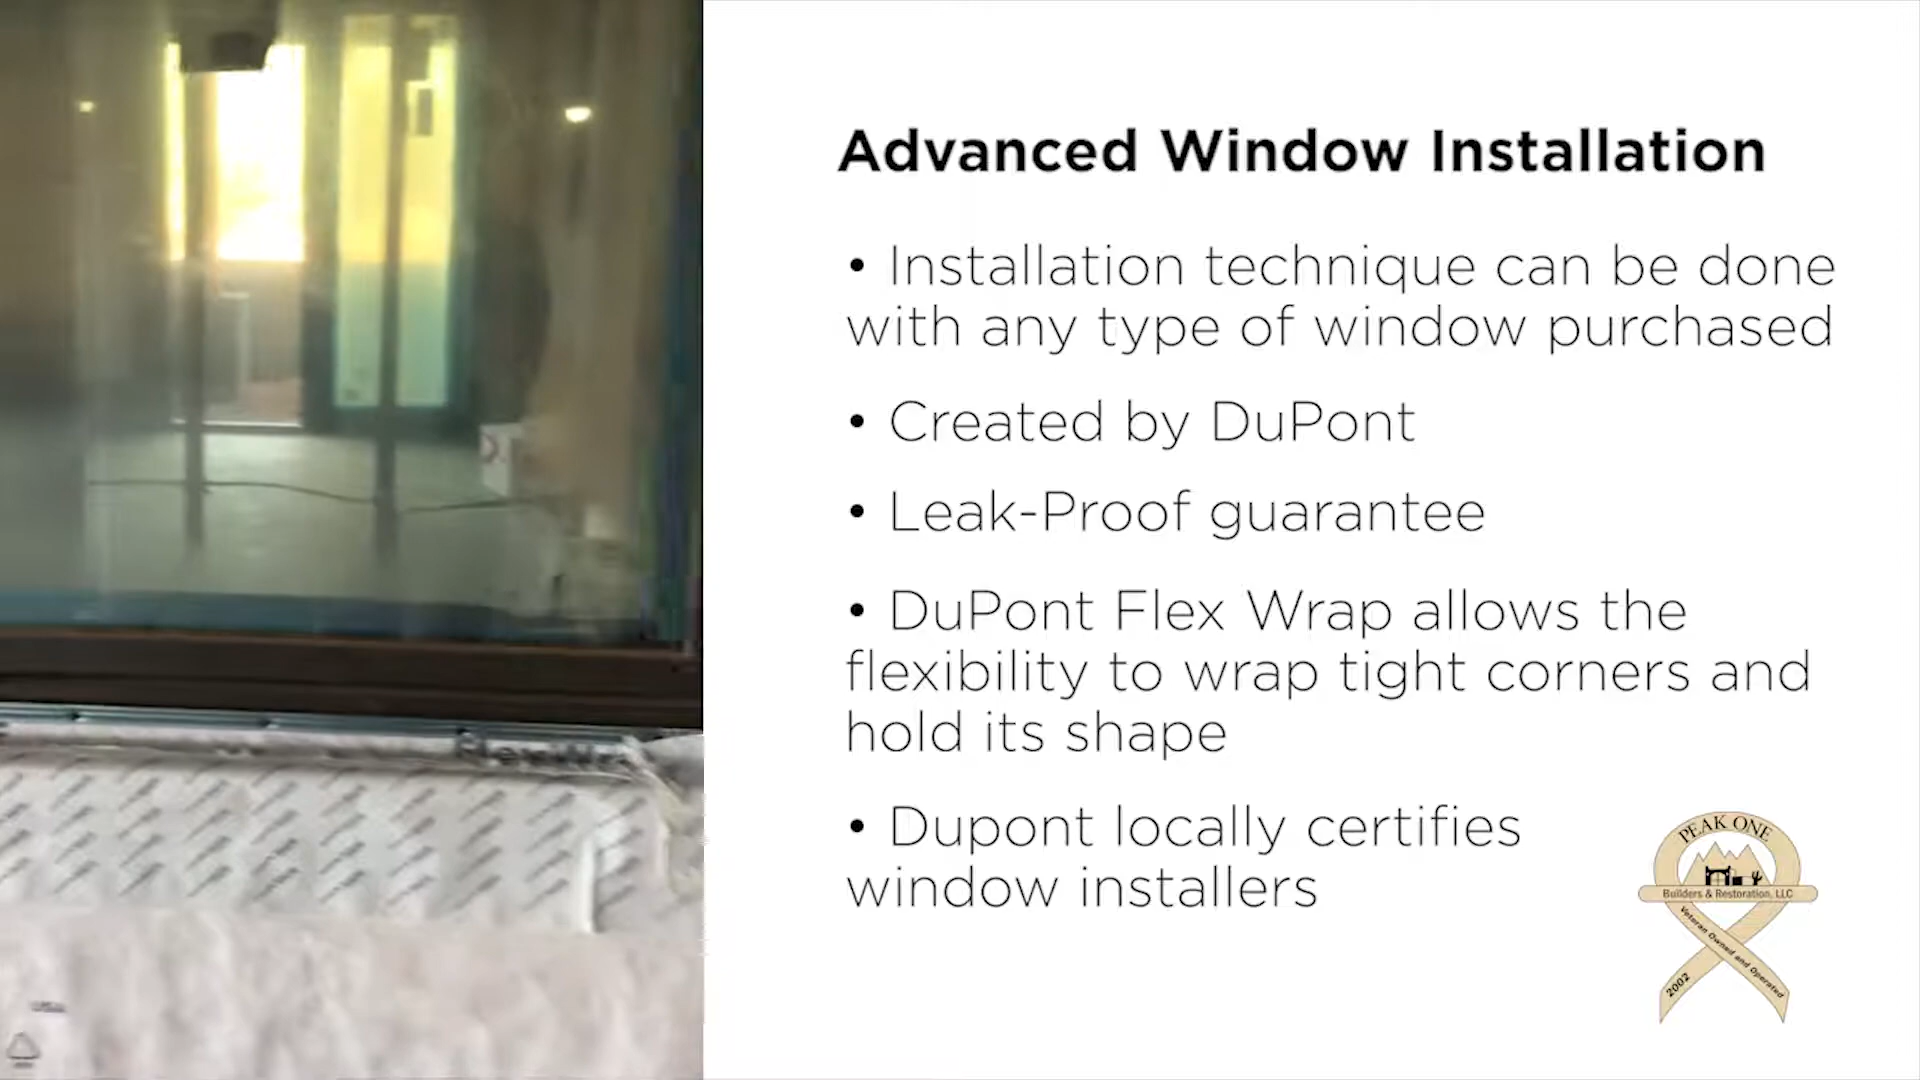 Advanced Window Installation
• Installation technique can be done
with any type of window purchased
• Created by DuPont
• Leak-Proof guarantee
• DuPont Flex Wrap allows the
flexibility to wrap tight corners and
hold its shape
• Dupont locally certifies
window installers
PEAK ONE
Builders & Restoration, LLC
Veteran Owned and Operated
2002